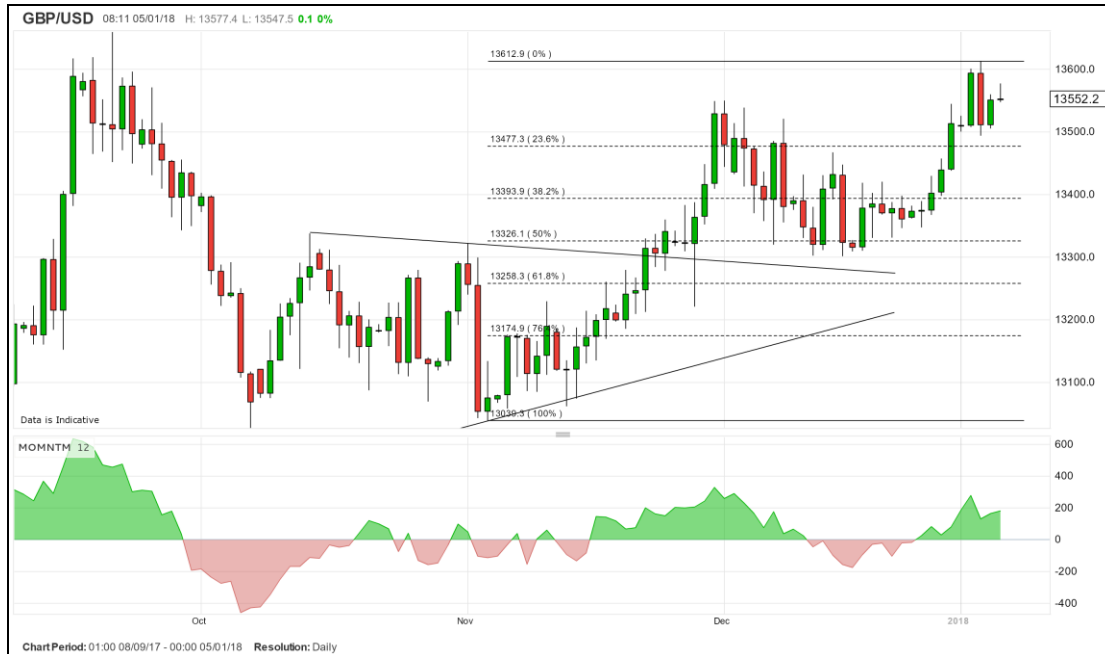 GBP/USD 08:11 05/01/18 H: 13577.4 L: 13547.5 0.1 0%
13612.9 ( 0% )
13600.0
13552.2
13500.0
13477.3 ( 23.6% )
13400.0
13393.9 ( 38.2% )
13326.1 ( 50% )
13300.0
13258.3 ( 61.8% )
13200.0
13100.0
13039.3 ( 100% )
Data is Indicative
MOMNTM 12
600
400
200
0
-200
-400
Oct
Nov
Dec
2018
Chart Period: 01:00 08/09/17 - 00:00 05/01/18 Resolution: Daily